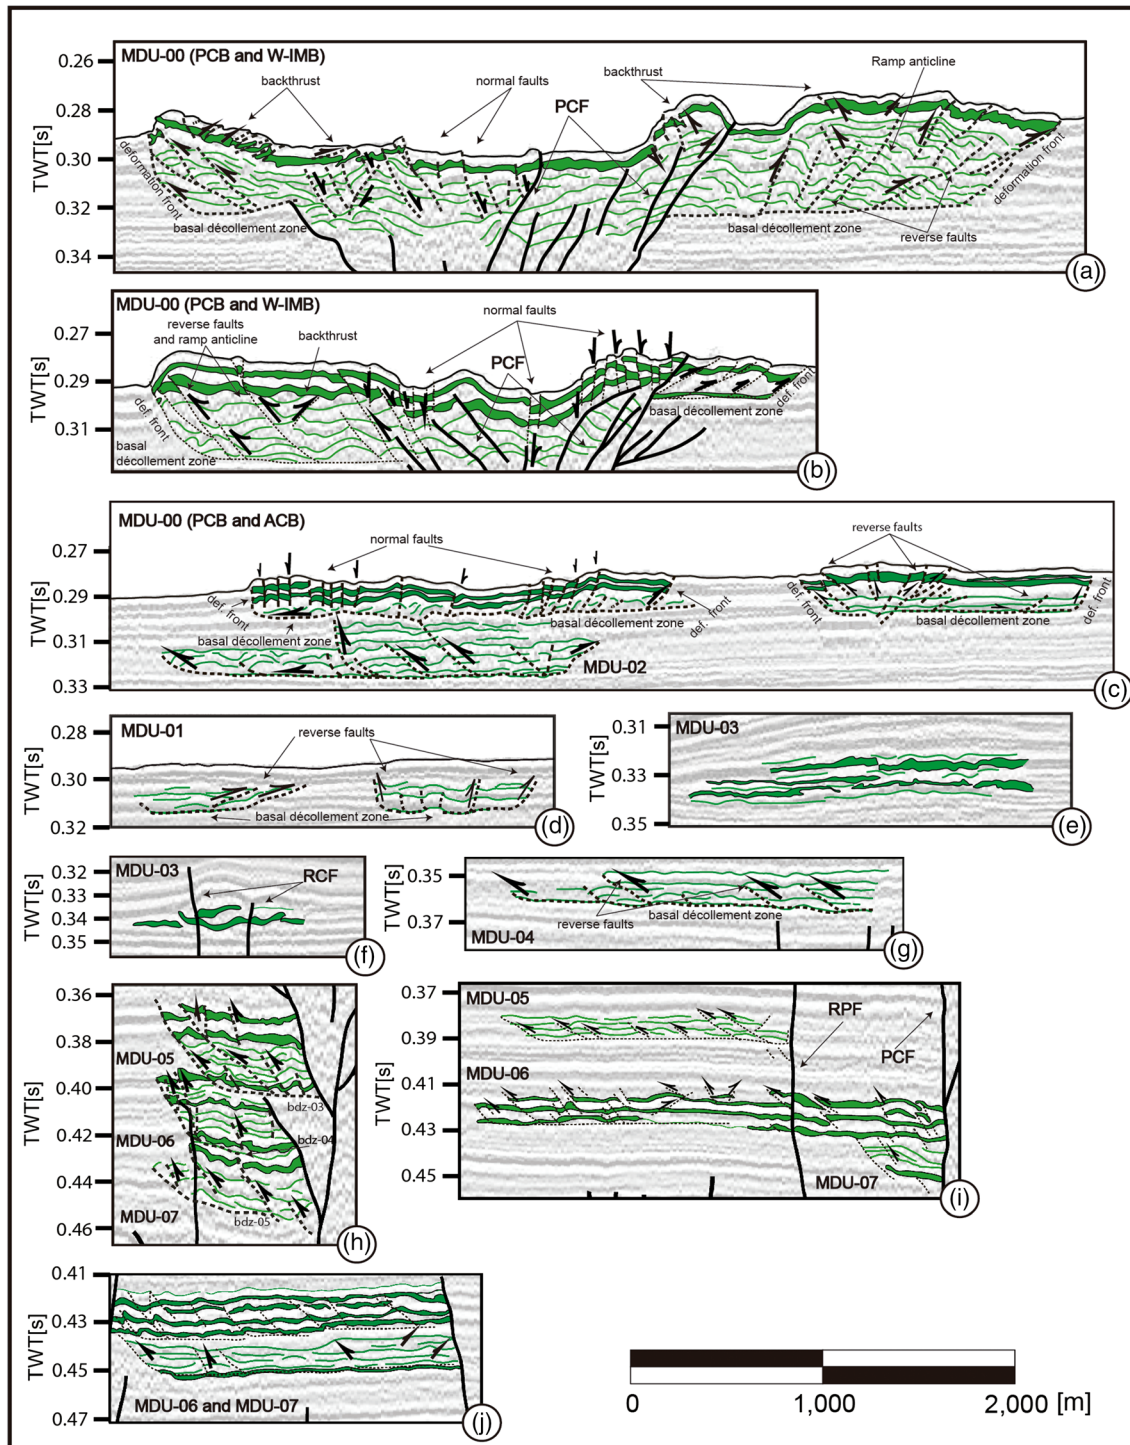 MDU-00 (PCB and W-IMB)
0.26
0.28
0.30
0.32
0.34
TWT[s]
backthrust
normal faults
PCF
backthrust
Ramp anticline
deformation front
basal décollement zone
basal décollement zone
reverse faults
deformation front
(a)
MDU-00 (PCB and W-IMB)
0.27
0.29
0.31
TWT[s]
reverse faults
and ramp anticline
backthrust
normal faults
PCF
def. front
basal
décollement zone
basal décollement zone
def. front
(b)
MDU-00 (PCB and ACB)
0.27
0.29
0.31
0.33
TWT[s]
normal faults
reverse faults
def. front
basal décollement zone
basal décollement zone
def. front
MDU-02
def. front
basal décollement zone
def. front
(c)
MDU-01
0.28
0.30
0.32
TWT[s]
reverse faults
basal décollement zone
(d)
MDU-03
0.31
0.33
0.35
TWT[s]
(e)
MDU-03
0.32
0.33
0.34
0.35
TWT[s]
RCF
(f)
0.35
0.37
TWT[s]
reverse faults
basal décollement zone
MDU-04
(g)
0.36
0.38
0.40
0.42
0.44
0.46
TWT[s]
MDU-05
bdz-03
MDU-06
bdz-04
MDU-07
bdz-05
(h)
0.37
0.39
0.41
0.43
0.45
TWT[s]
MDU-05
RPF
PCF
MDU-06
MDU-07
(i)
0.41
0.43
0.45
0.47
TWT[s]
MDU-06 and MDU-07
(j)
0
1,000
2,000 [m]